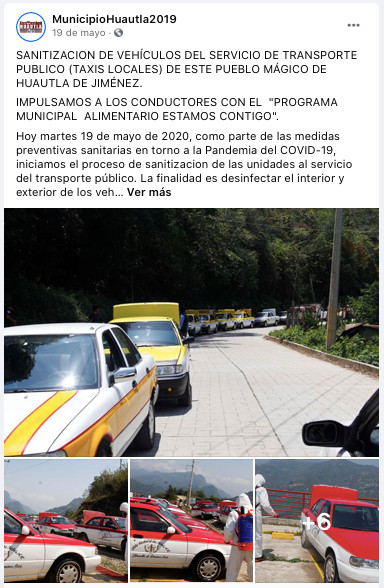 MunicipioHuautla2019
19 de mayo ·
SANITIZACION DE VEHÍCULOS DEL SERVICIO DE TRANSPORTE
PUBLICO (TAXIS LOCALES) DE ESTE PUEBLO MÁGICO DE
HUAUTLA DE JIMÉNEZ.
IMPULSAMOS A LOS CONDUCTORES CON EL "PROGRAMA
MUNICIPAL ALIMENTARIO ESTAMOS CONTIGO".
Hoy martes 19 de mayo de 2020, como parte de las medidas
preventivas sanitarias en torno a la Pandemia del COVID-19,
iniciamos el proceso de sanitizacion de las unidades al servicio
del transporte público. La finalidad es desinfectar el interior y
exterior de los veh... Ver más
+6